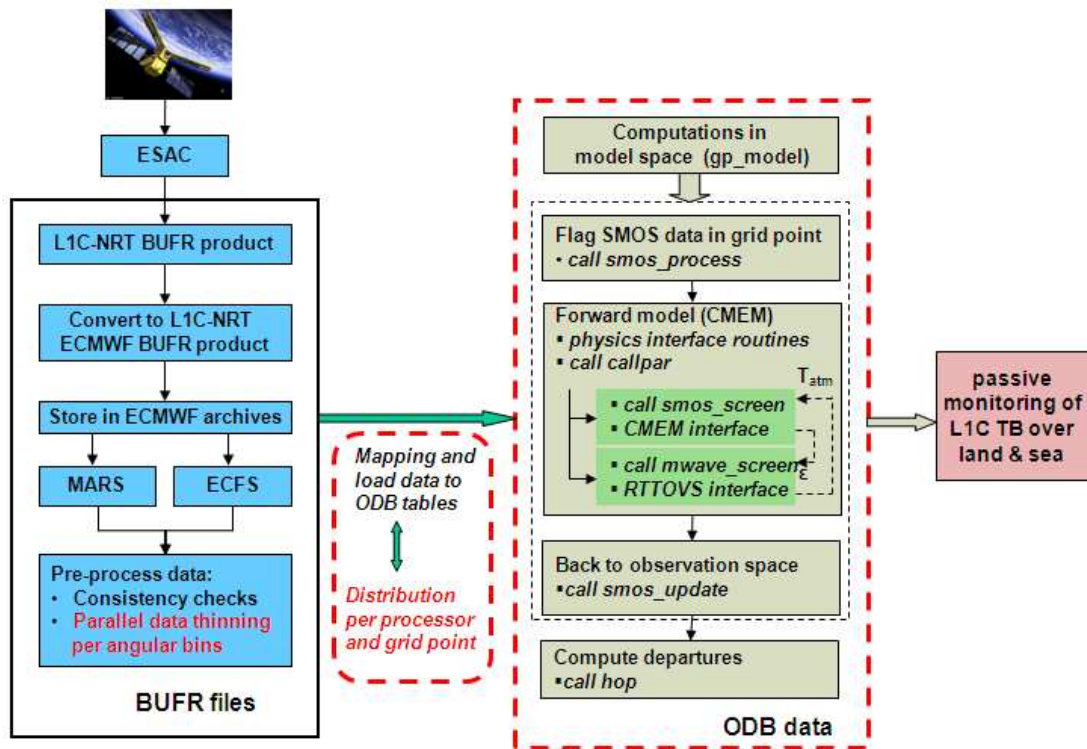 ESAC
L1C-NRT BUFR product
Convert to L1C-NRT
ECMWF BUFR product
Store in ECMWF archives
MARS
ECFS
Pre-process data:
• Consistency checks
• Parallel data thinning
per angular bins
BUFR files
Mapping and
load data to
ODB tables
Distribution
per processor
and grid point
Computations in
model space (gp_model)
Flag SMOS data in grid point
• call smos_process
Forward model (CMEM)
▪ physics interface routines
▪ call callpar
Tatm
▪ call smos_screen
▪ CMEM interface
▪ call mwave_screen
▪ RTTOVS interface
ε
Back to observation space
▪call smos_update
Compute departures
▪call hop
ODB data
passive
monitoring of
L1C TB over
land & sea